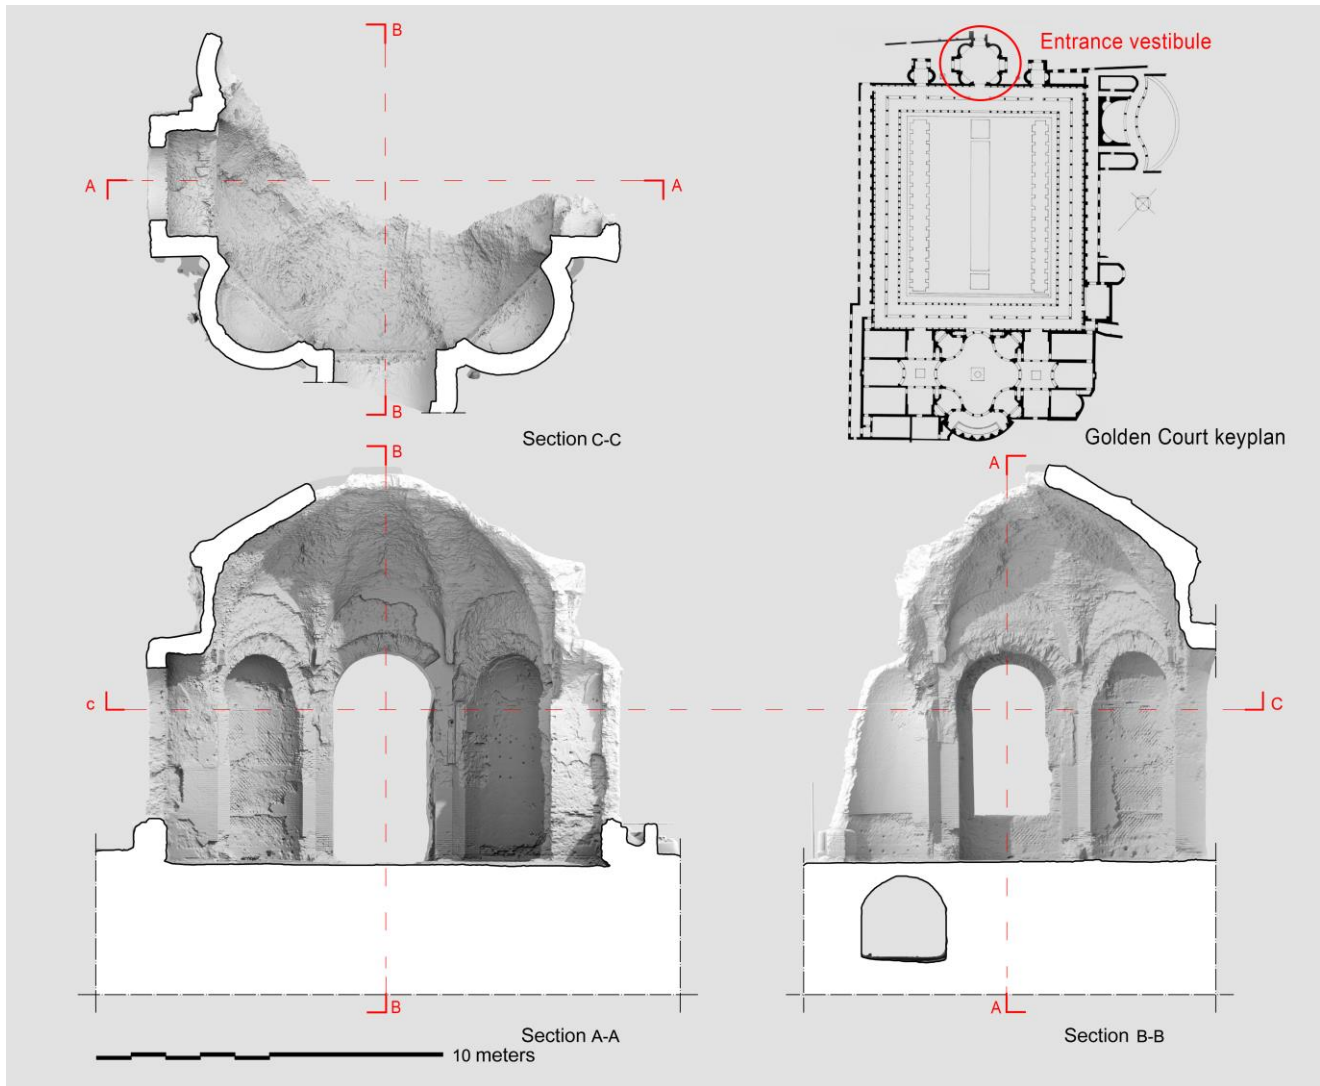 B
Entrance vestibule
A
A
B
Section C-C
Golden Court keyplan
B
A
c
C
B
A
Section A-A
Section B-B
10 meters